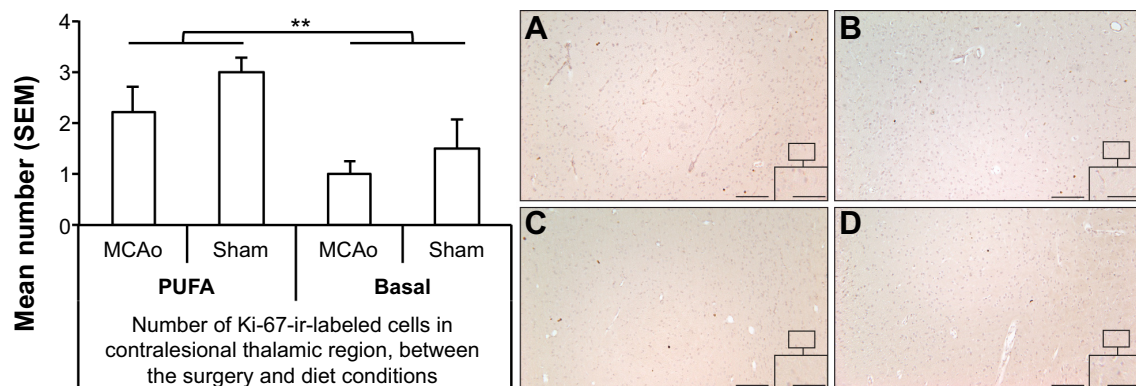 Mean number (SEM)
4
3
2
1
0
**
MCAo
Sham
MCAo
Sham
PUFA
Basal
Number of Ki-67-ir-labeled cells in
contralesional thalamic region, between
the surgery and diet conditions
A
B
C
D